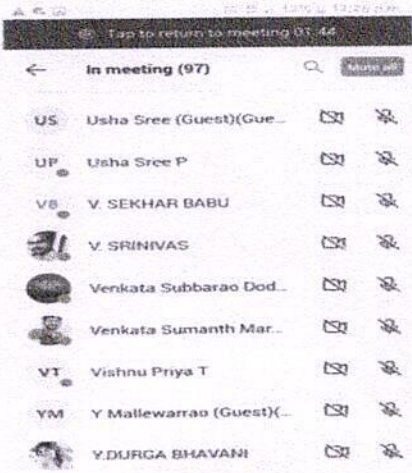 Tap to return to meeting 01:44
In meeting (97) Mute all
US Usha Sree (Guest)(Gue...
UP Usha Sree P
VB V. SEKHAR BABU
V. SRINIVAS
Venkata Subbarao Dod...
Venkata Sumanth Mar...
VT Vishnu Priya T
YM Y Mallewarrao (Guest)(...
Y.DURGA BHAVANI